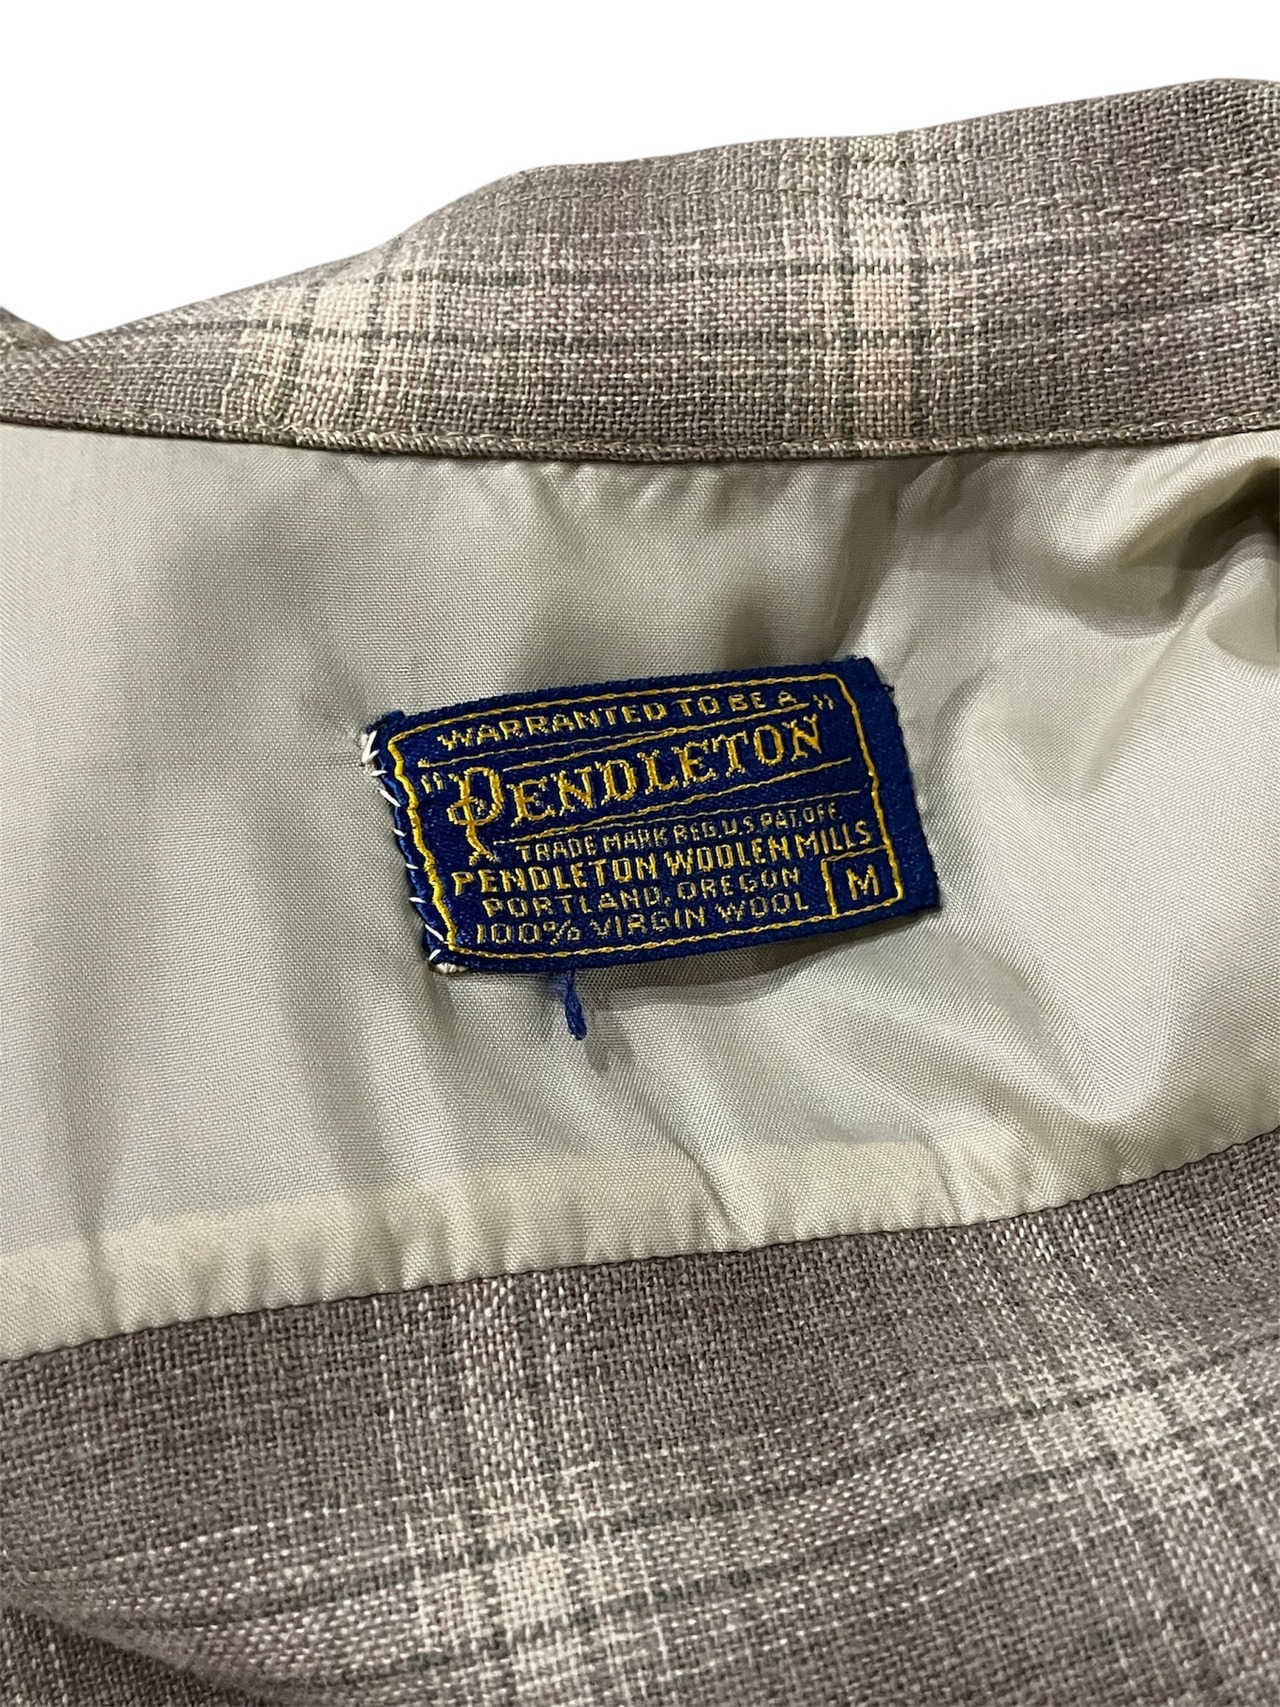 WARRANTED TO BE A
"PENDLETON"
TRADE MARK REG. U.S. PAT. OFF.
PENDLETON WOOLEN MILLS
PORTLAND, OREGON
100% VIRGIN WOOL
M